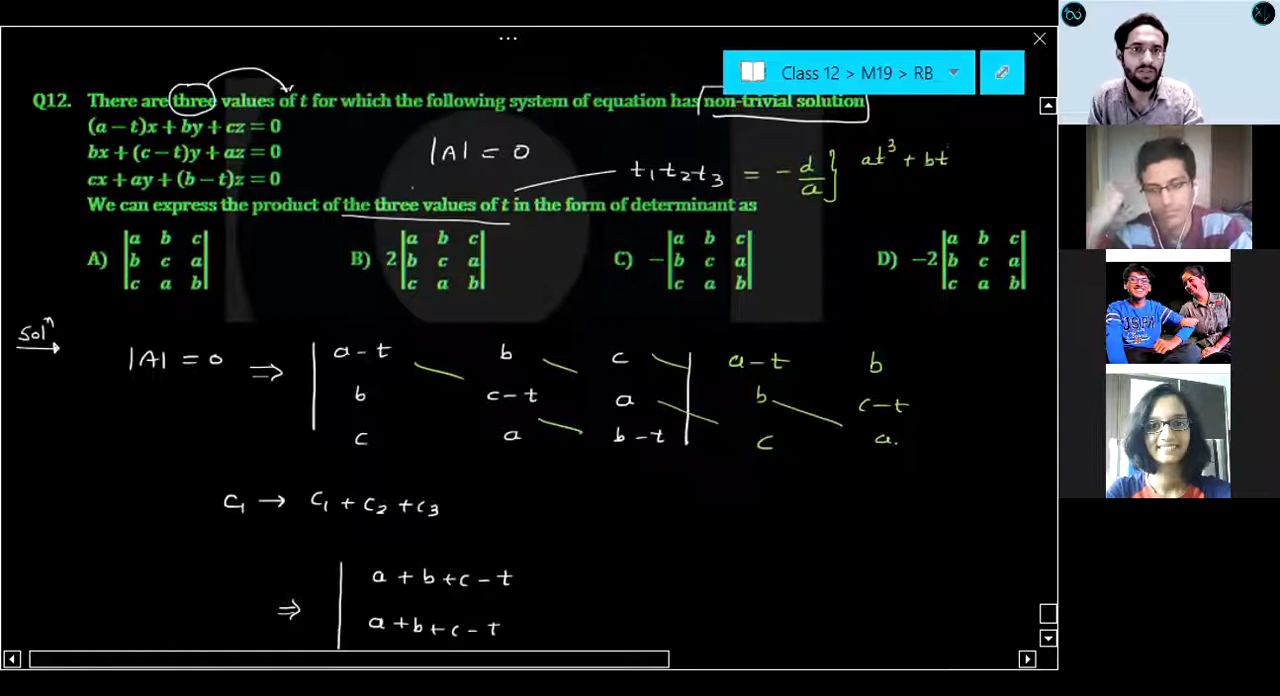 ...
Class 12 > M19 > RB_
Q12. There are three values of t for which the following system of equation has non-trivial solution
(a − t)x + by + cz = 0
bx + (c − t)y + az = 0
cx + ay + (b − t)z = 0
|A| = 0
t₁t₂t₃ = − d/a } at³ + bt
We can express the product of the three values of t in the form of determinant as
A) |a b c| B) 2 |a b c| C) − |a b c| D) −2 |a b c|
|b c a| |b c a| |b c a| |b c a|
|c a b| |c a b| |c a b| |c a b|
Solⁿ
|A| = 0 ⇒ | a − t b c | a − t b
b c − t a b c − t
c a b − t c a.
C₁ → C₁ + C₂ + C₃
⇒ | a + b + c − t
a + b + c − t